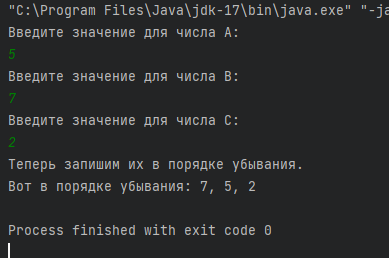 "C:\Program Files\Java\jdk-17\bin\java.exe" "-ja
Введите значение для числа А:
5
Введите значение для числа В:
7
Введите значение для числа С:
2
Теперь запишим их в порядке убывания.
Вот в порядке убывания: 7, 5, 2
Process finished with exit code 0